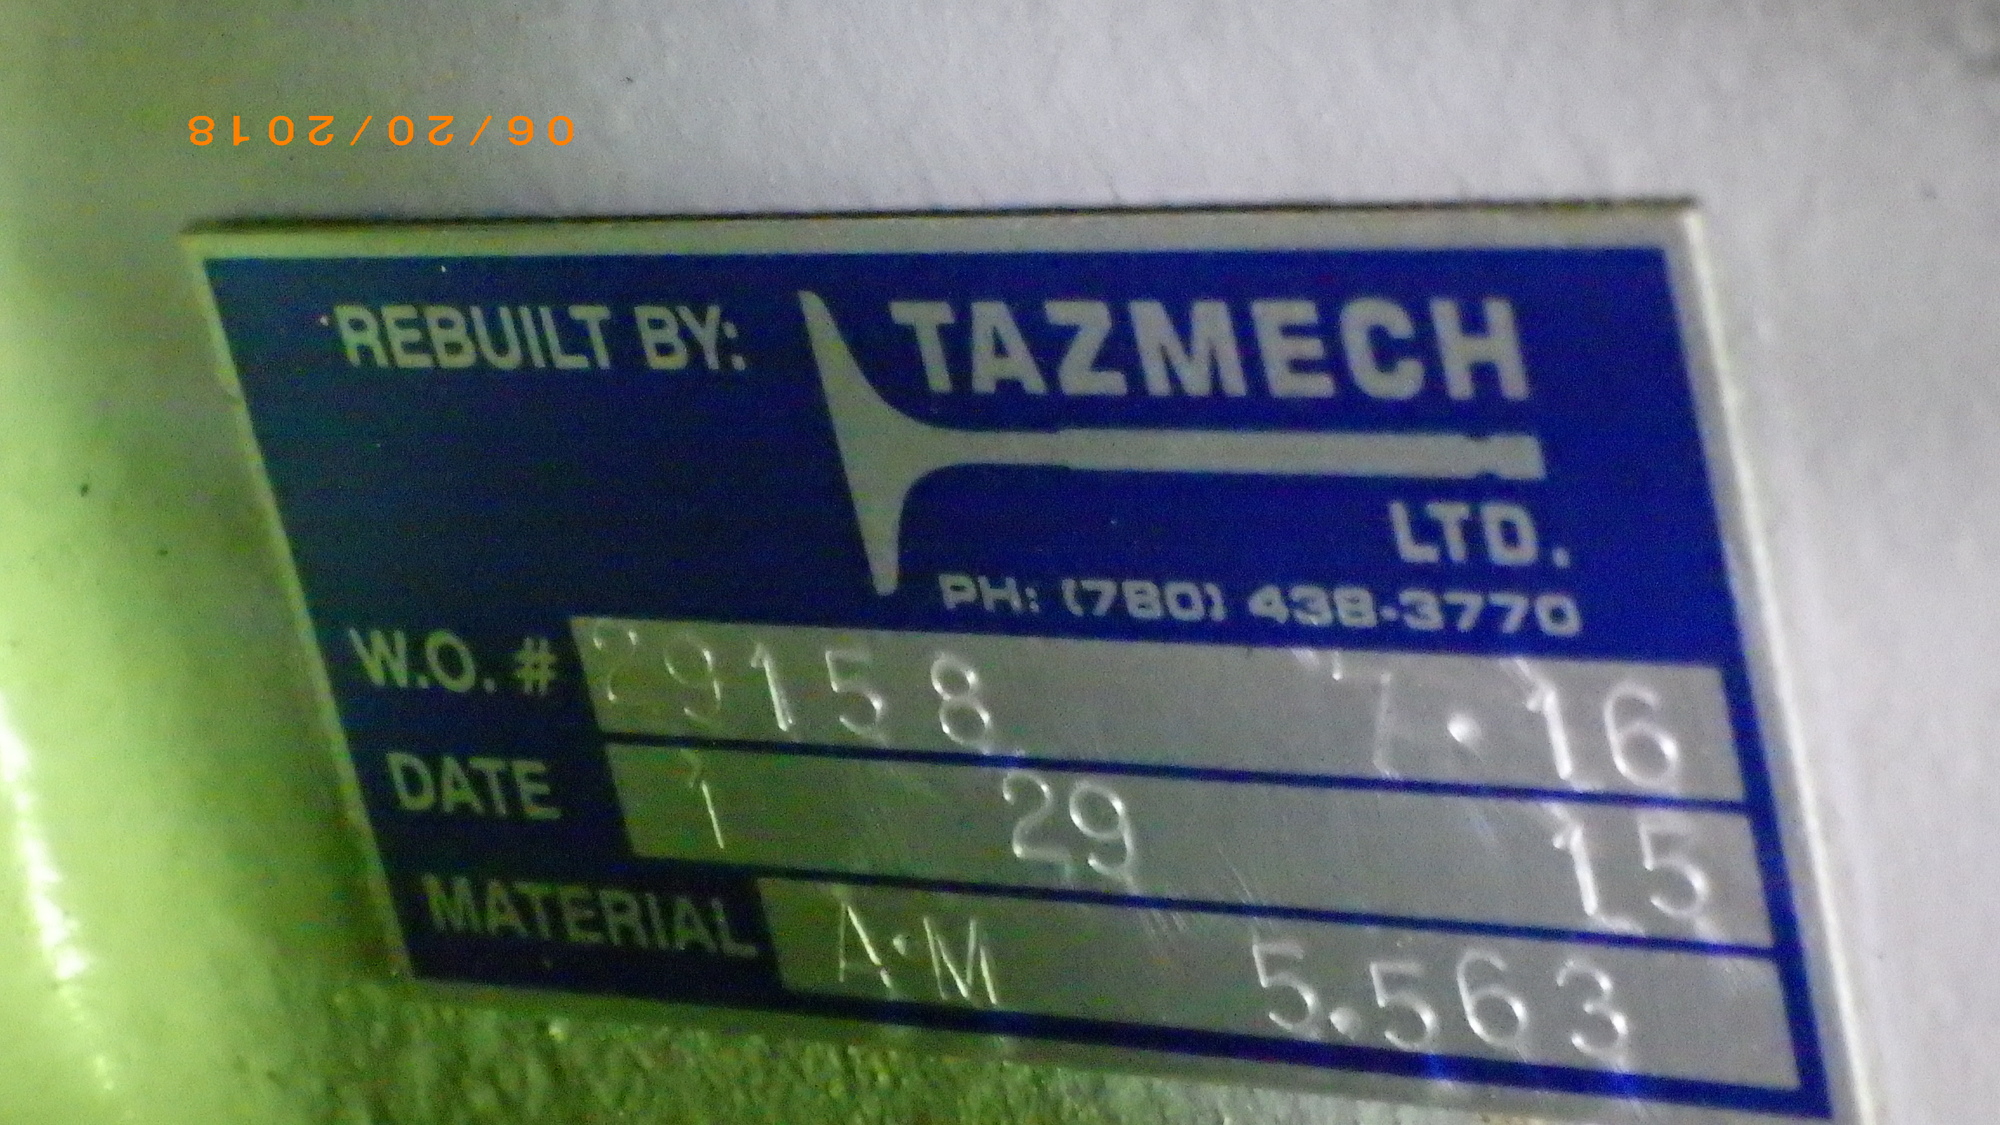 06/20/2018
REBUILT BY: TAZMECH
LTD.
PH: (780) 438-3770
W.O. # 29158 7.16
DATE 1 29 15
MATERIAL A.M 5.563